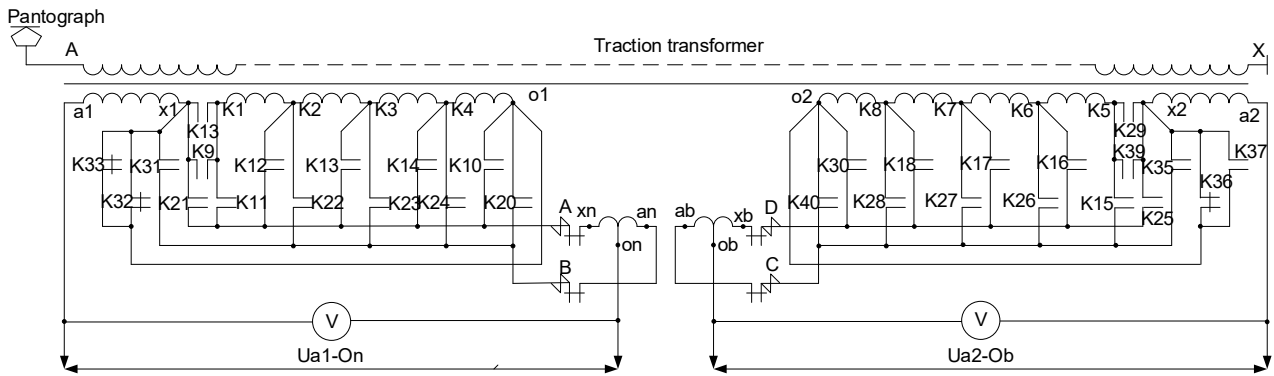 Pantograph
A Traction transformer X
a1 x1 K1 K2 K3 K4 o1 o2 K8 K7 K6 K5 x2 a2
K13 K29
K33 K31 K9 K12 K13 K14 K10 K30 K18 K17 K16 K39 K35 K37
K32 K21 K11 K22 K23 K24 K20 K40 K28 K27 K26 K15 K25 K36
A xn an ab xb D
on ob
B C
V V
Ua1-On Ua2-Ob